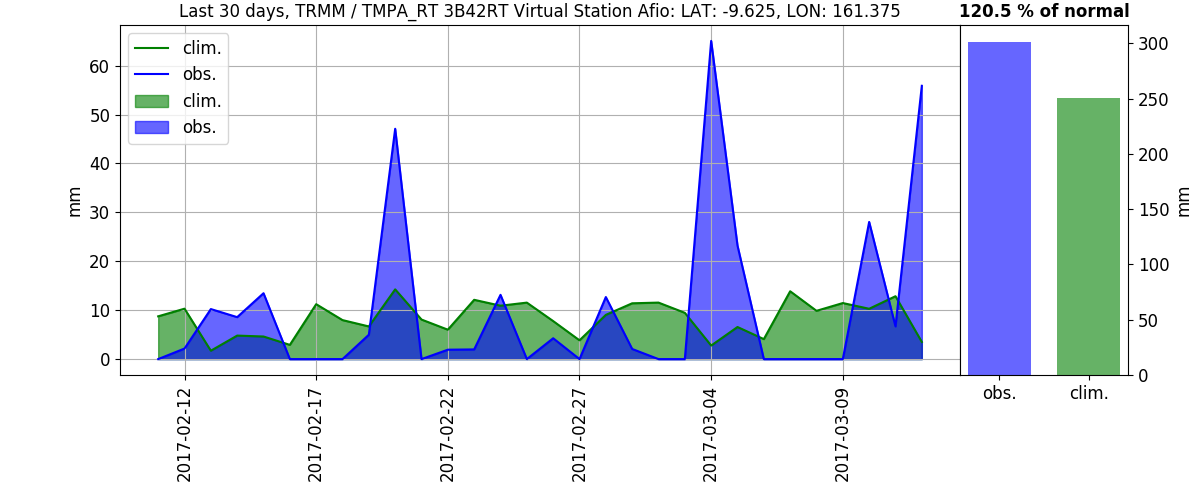 Last 30 days, TRMM / TMPA_RT 3B42RT Virtual Station Afio: LAT: -9.625, LON: 161.375
120.5 % of normal
clim.
obs.
clim.
obs.
mm
60
50
40
30
20
10
0
2017-02-12
2017-02-17
2017-02-22
2017-02-27
2017-03-04
2017-03-09
300
250
200
150
100
50
0
mm
obs.
clim.